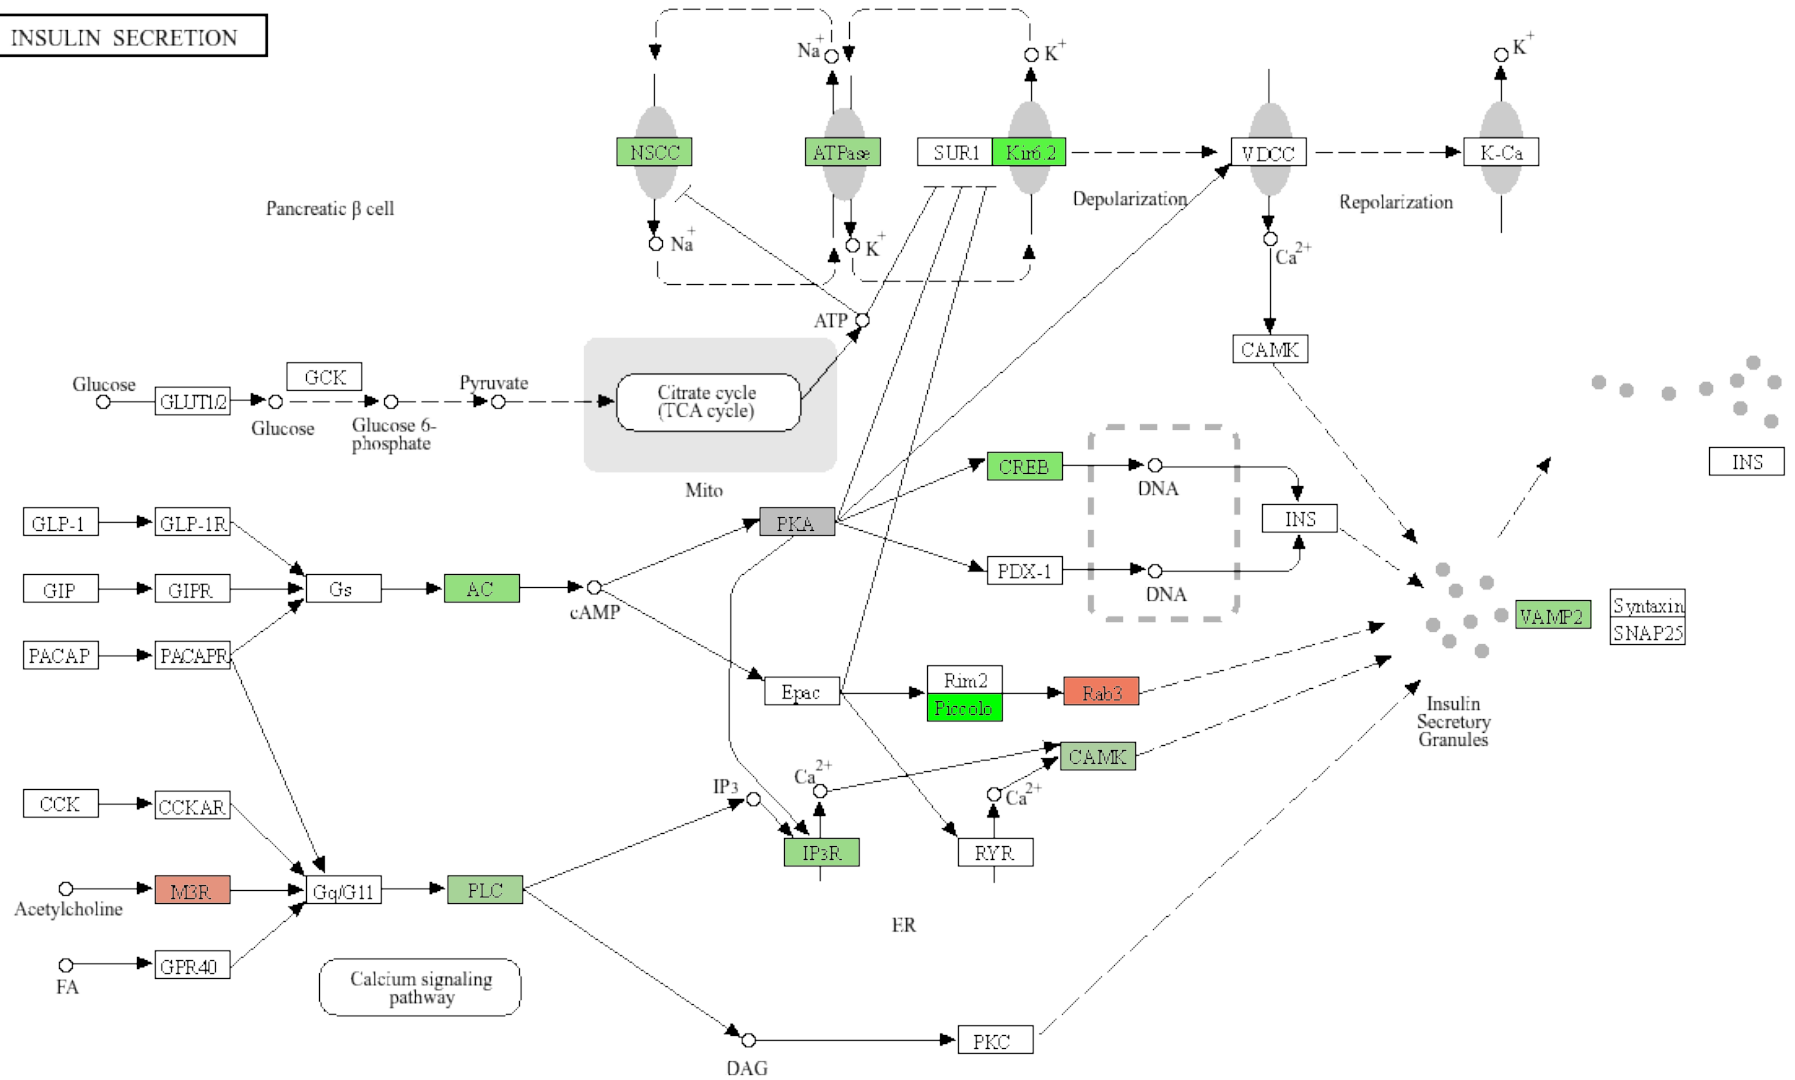 INSULIN SECRETION
Na+
K+
K+
NSCC
ATPase
SUR1
Kir6.2
VDCC
K-Ca
Pancreatic β cell
Depolarization
Repolarization
Na+
K+
Ca2+
ATP
CAMK
Glucose
GLUT1/2
GCK
Glucose
Glucose 6-
phosphate
Pyruvate
Citrate cycle
(TCA cycle)
Mito
CREB
DNA
INS
INS
GLP-1
GLP-1R
PKA
PDX-1
DNA
GIP
GIPR
Gs
AC
cAMP
VAMP2
Syntaxin
SNAP25
PACAP
PACAPR
Epac
Rim2
Piccolo
Rab3
Insulin
Secretory
Granules
CAMK
CCK
CCKAR
IP3
Ca2+
Ca2+
IP3R
RYR
Acetylcholine
M3R
Gq/G11
PLC
ER
FA
GPR40
Calcium signaling
pathway
DAG
PKC